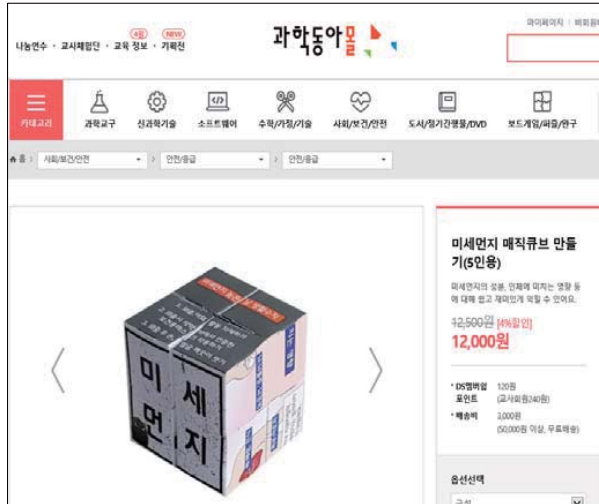 4월 NEW
나눔연수 · 교사체험단 · 교육 정보 · 기획전
과학동아몰
마이페이지 | 비회원
카테고리 과학교구 신과학기술 소프트웨어 수학/가정/기술 사회/보건/안전 도서/정기간행물/DVD 보드게임/퍼즐/완구
홈 > 사회/보건/안전 > 안전/응급 > 안전/응급
미세먼지
미세먼지 매직큐브 만들
기(5인용)
미세먼지의 성분, 인체에 미치는 영향 등
에 대해 쉽고 재미있게 익힐 수 있어요.
12,500원 [4%할인]
12,000원
· DS멤버쉽 120원
포인트 (교사회원240원)
· 배송비 3,000원
(50,000원 이상, 무료배송)
옵션선택
구성